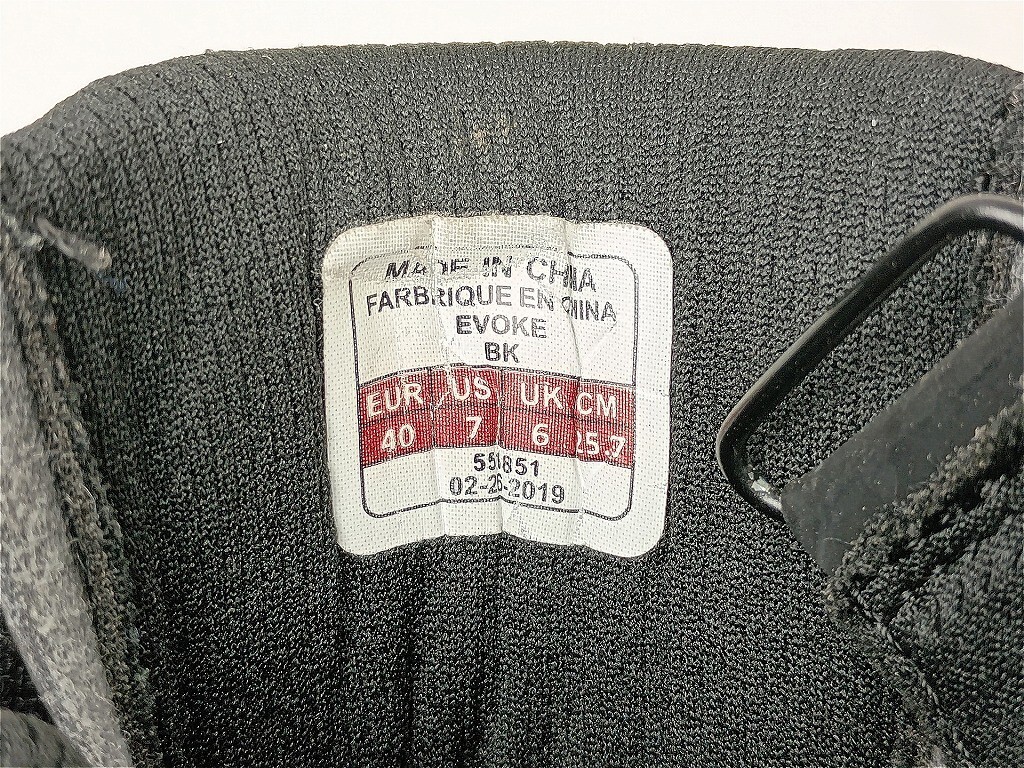 MADE IN CHIA
FARBRIQUE EN CHINA
EVOKE
BK
EUR US UK CM
40 7 6 25.7
02-26-2019